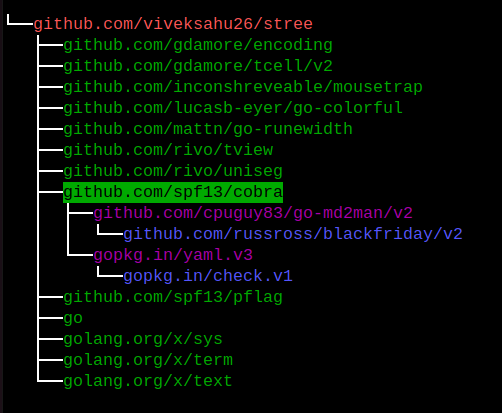 github.com/viveksahu26/stree
github.com/gdamore/encoding
github.com/gdamore/tcell/v2
github.com/inconshreveable/mousetrap
github.com/lucasb-eyer/go-colorful
github.com/mattn/go-runewidth
github.com/rivo/tview
github.com/rivo/uniseg
github.com/spf13/cobra
github.com/cpuguy83/go-md2man/v2
github.com/russross/blackfriday/v2
gopkg.in/yaml.v3
gopkg.in/check.v1
github.com/spf13/pflag
go
golang.org/x/sys
golang.org/x/term
golang.org/x/text